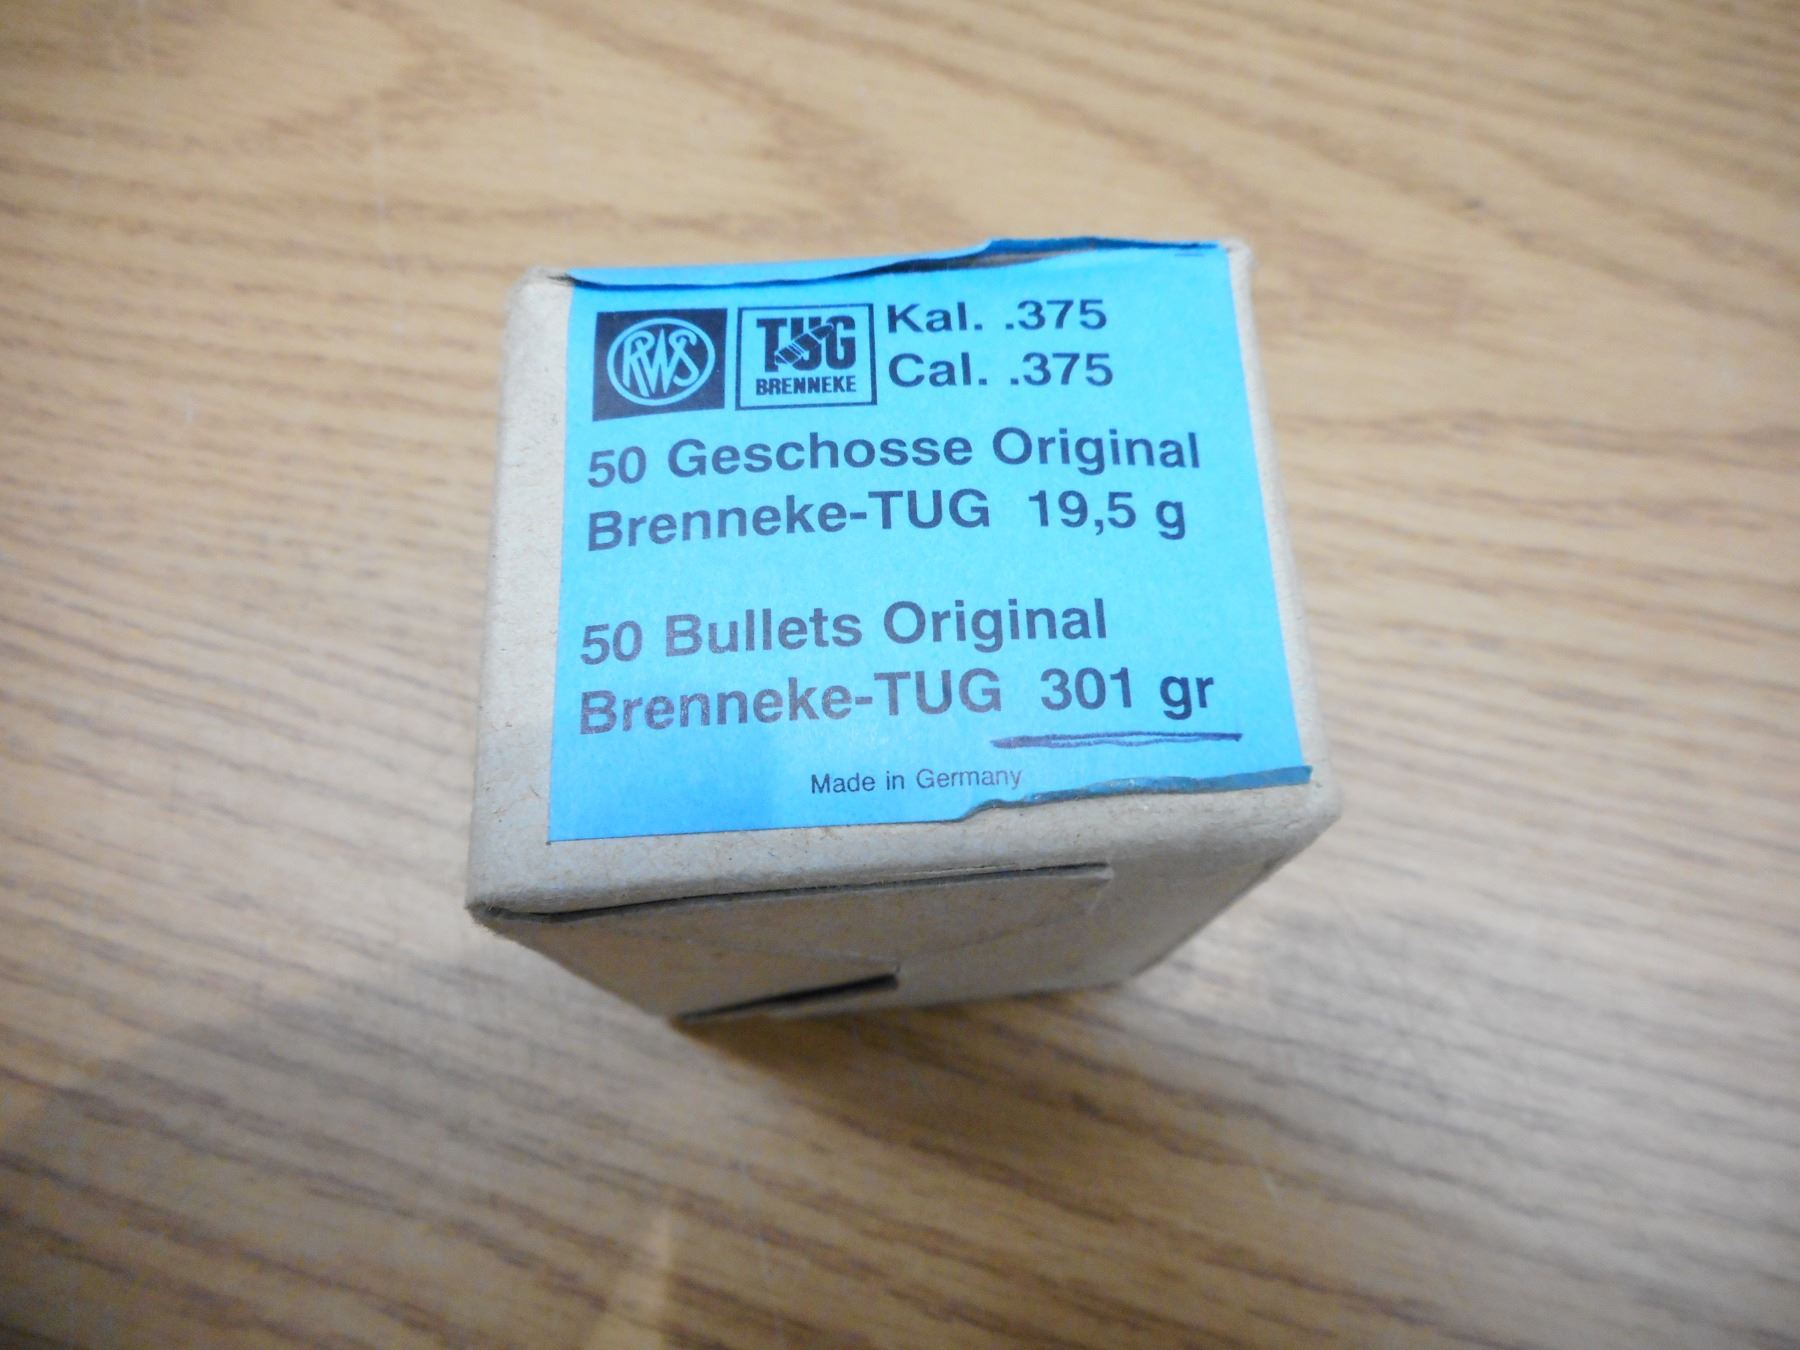 RWS
TUG
BRENNEKE
Kal. .375
Cal. .375
50 Geschosse Original
Brenneke-TUG 19,5 g
50 Bullets Original
Brenneke-TUG 301 gr
Made in Germany